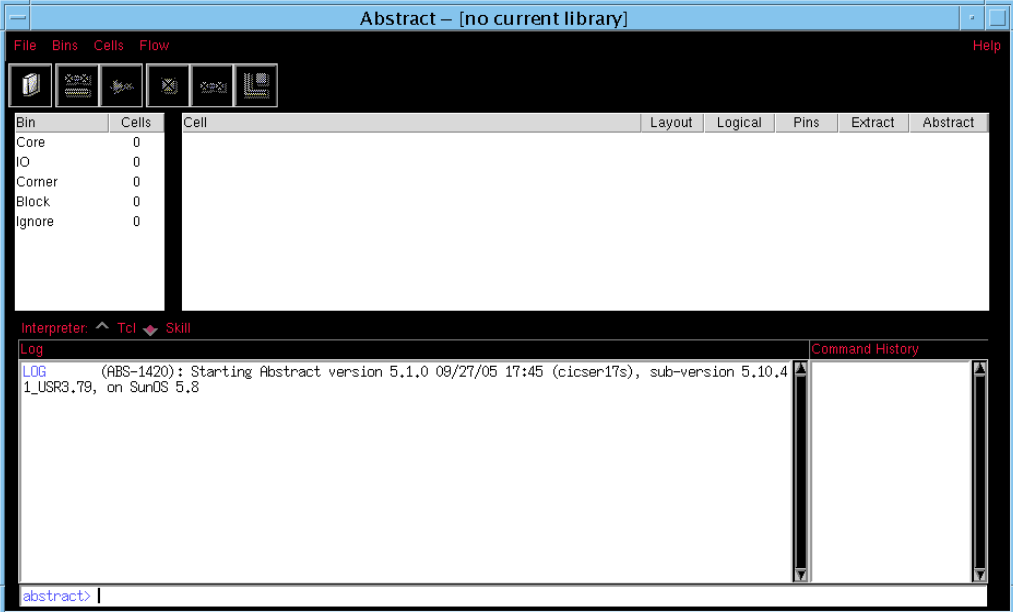 Abstract – [no current library]
File Bins Cells Flow Help
Bin Cells Cell Layout Logical Pins Extract Abstract
Core 0
IO 0
Corner 0
Block 0
Ignore 0
Interpreter: Tcl Skill
Log Command History
LOG (ABS-1420): Starting Abstract version 5.1.0 09/27/05 17:45 (cicser17s), sub-version 5.10.4
1_USR3.79, on SunOS 5.8
abstract>